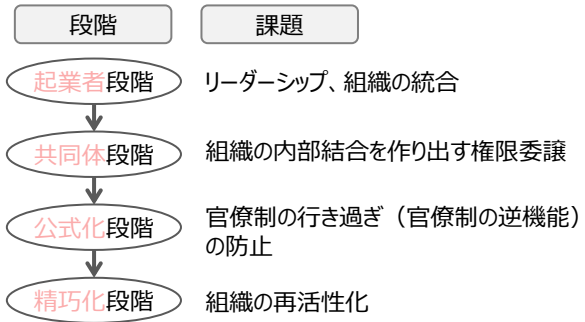 段階 課題
起業者段階 リーダーシップ、組織の統合
共同体段階 組織の内部結合を作り出す権限委譲
公式化段階 官僚制の行き過ぎ（官僚制の逆機能）
の防止
精巧化段階 組織の再活性化